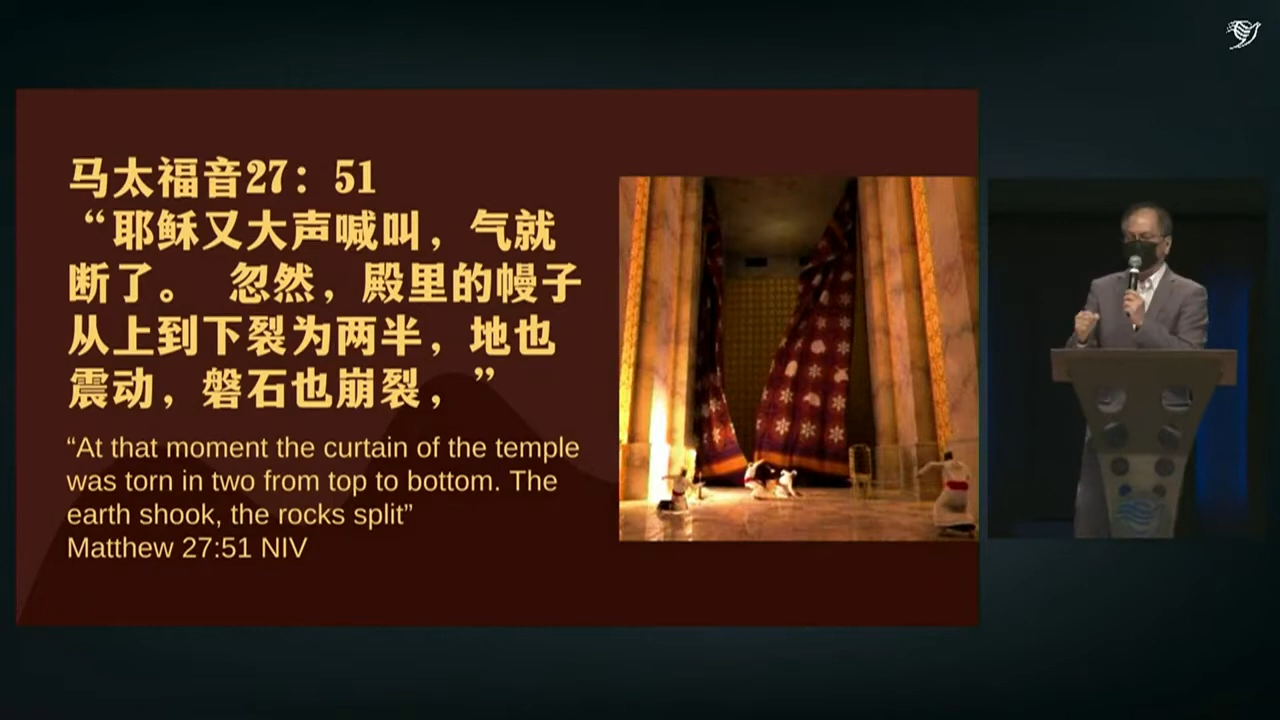 马太福音27：51
“耶稣又大声喊叫，气就
断了。 忽然，殿里的幔子
从上到下裂为两半，地也
震动，磐石也崩裂，”
“At that moment the curtain of the temple
was torn in two from top to bottom. The
earth shook, the rocks split”
Matthew 27:51 NIV